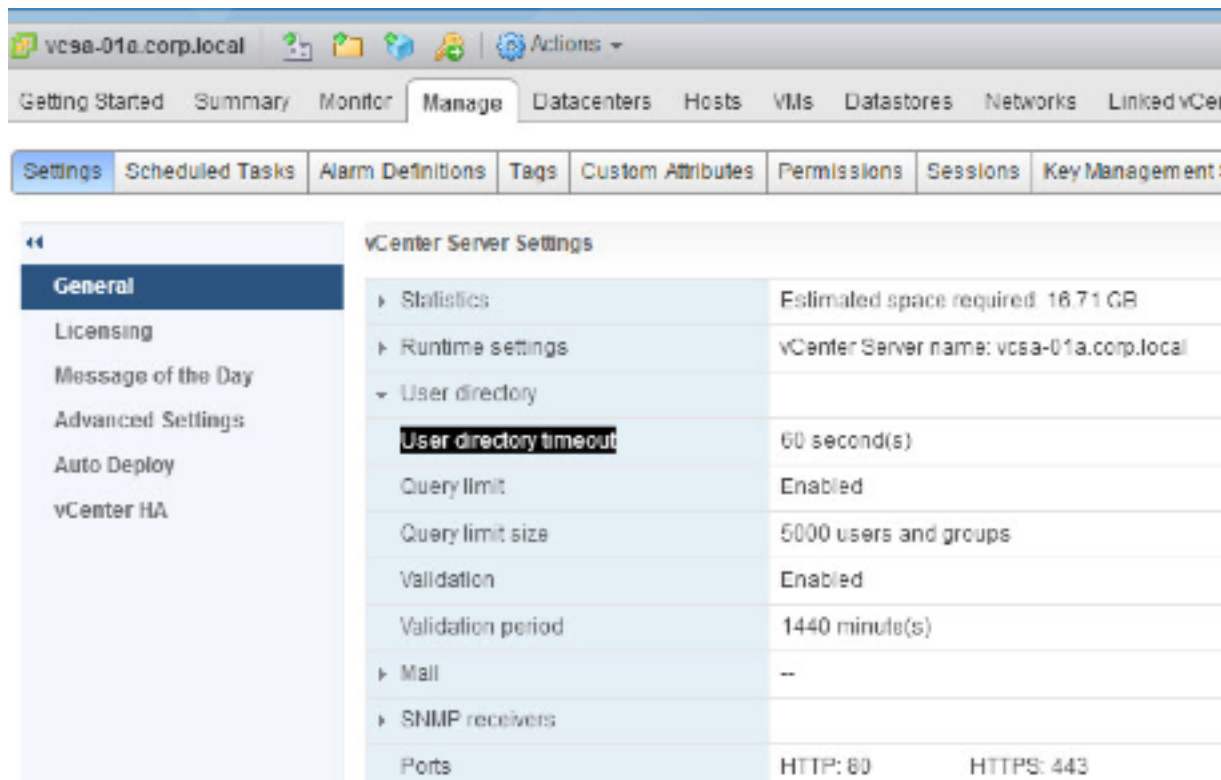 vcsa-01a.corp.local Actions
Getting Started Summary Monitor Manage Datacenters Hosts VMs Datastores Networks Linked vCe
Settings Scheduled Tasks Alarm Definitions Tags Custom Attributes Permissions Sessions Key Management
General
Licensing
Message of the Day
Advanced Settings
Auto Deploy
vCenter HA
vCenter Server Settings
Statistics Estimated space required: 16.71 GB
Runtime settings vCenter Server name: vcsa-01a.corp.local
User directory
User directory timeout 60 second(s)
Query limit Enabled
Query limit size 5000 users and groups
Validation Enabled
Validation period 1440 minute(s)
Mail --
SNMP receivers
Ports HTTP: 80 HTTPS: 443